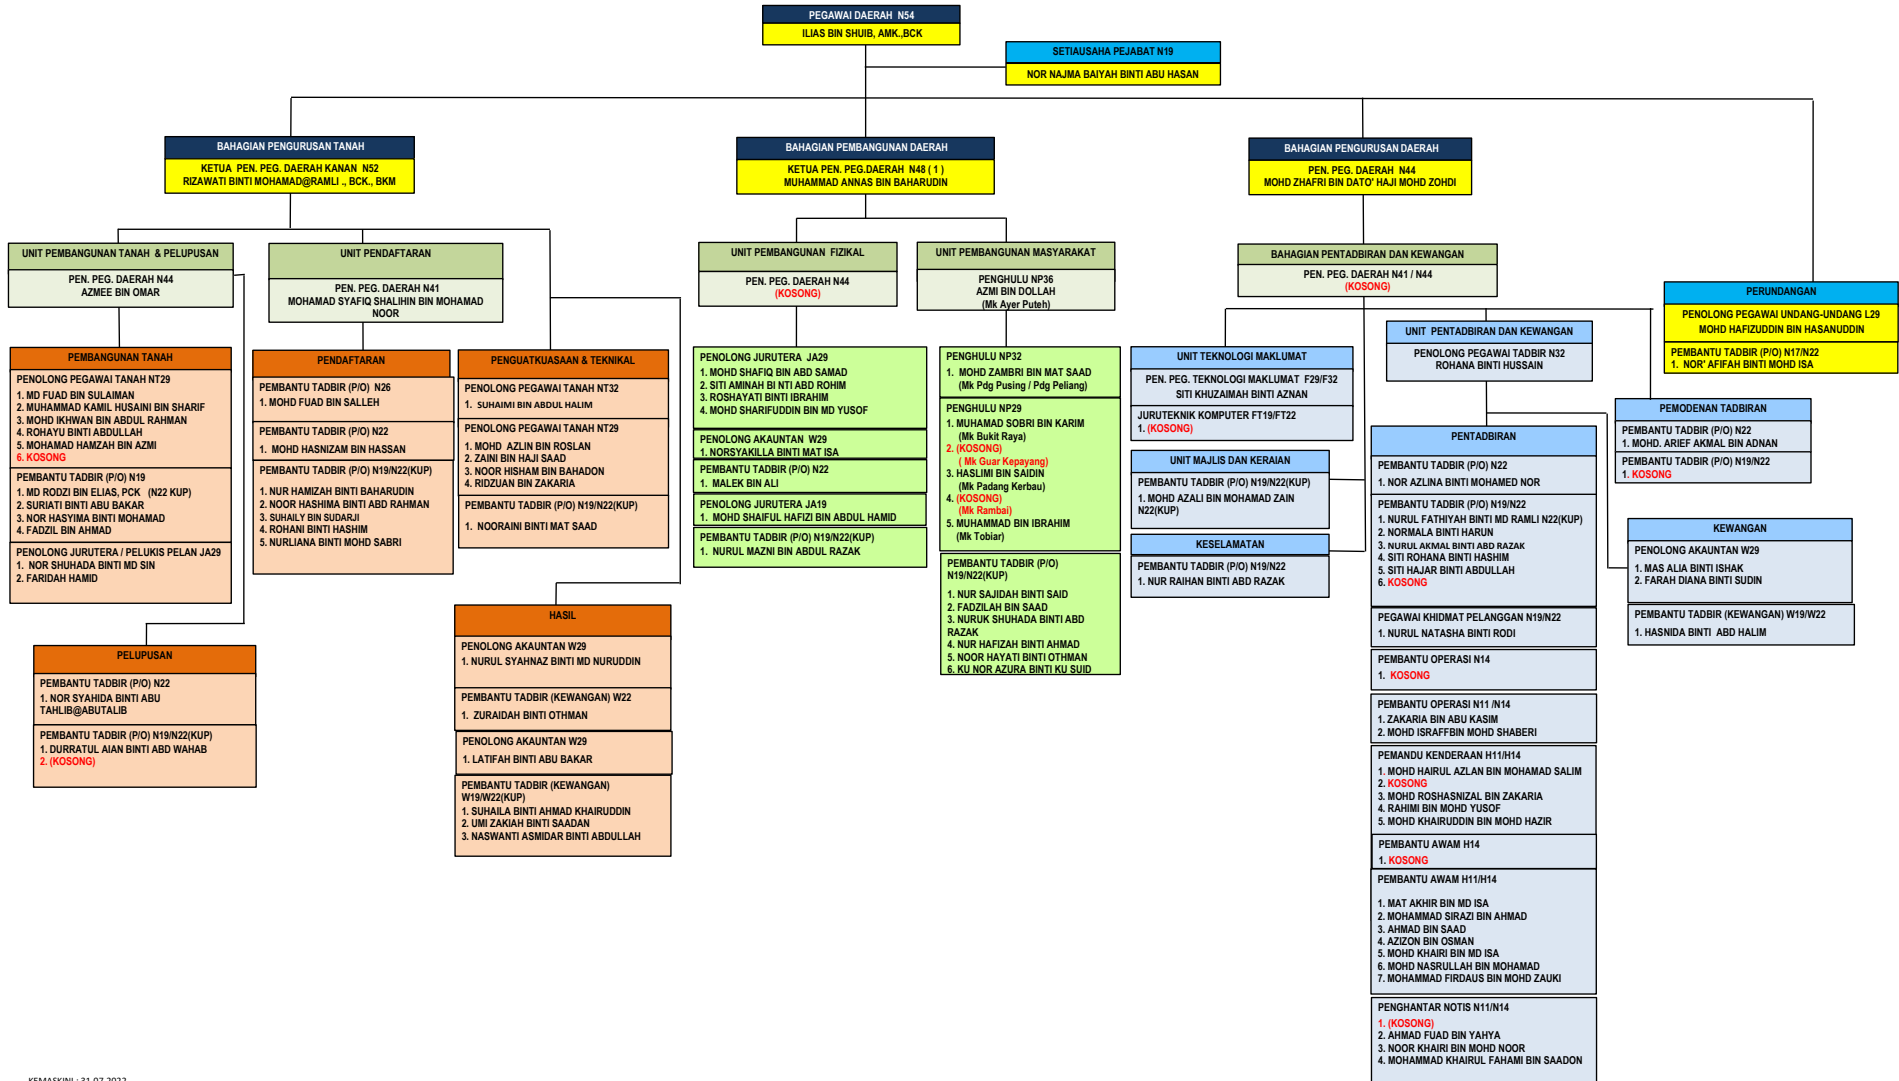 PEGAWAI DAERAH N54
ILIAS BIN SHUIB, AMK.,BCK
SETIAUSAHA PEJABAT N19
NOR NAJMA BAIYAH BINTI ABU HASAN
BAHAGIAN PENGURUSAN TANAH
KETUA PEN. PEG. DAERAH KANAN N52
RIZAWATI BINTI MOHAMAD@RAMLI ., BCK., BKM
BAHAGIAN PEMBANGUNAN DAERAH
KETUA PEN. PEG.DAERAH N48 ( 1 )
MUHAMMAD ANNAS BIN BAHARUDIN
BAHAGIAN PENGURUSAN DAERAH
PEN. PEG. DAERAH N44
MOHD ZHAFRI BIN DATO' HAJI MOHD ZOHDI
UNIT PEMBANGUNAN TANAH & PELUPUSAN
PEN. PEG. DAERAH N44
AZMEE BIN OMAR
UNIT PENDAFTARAN
PEN. PEG. DAERAH N41
MOHAMAD SYAFIQ SHALIHIN BIN MOHAMAD
NOOR
UNIT PEMBANGUNAN FIZIKAL
PEN. PEG. DAERAH N44
(KOSONG)
UNIT PEMBANGUNAN MASYARAKAT
PENGHULU NP36
AZMI BIN DOLLAH
(Mk Ayer Puteh)
BAHAGIAN PENTADBIRAN DAN KEWANGAN
PEN. PEG. DAERAH N41 / N44
(KOSONG)
PERUNDANGAN
PENOLONG PEGAWAI UNDANG-UNDANG L29
MOHD HAFIZUDDIN BIN HASANUDDIN
PEMBANTU TADBIR (P/O) N17/N22
1. NOR' AFIFAH BINTI MOHD ISA
PEMBANGUNAN TANAH
PENOLONG PEGAWAI TANAH NT29
1. MD FUAD BIN SULAIMAN
2. MUHAMMAD KAMIL HUSAINI BIN SHARIF
3. MOHD IKHWAN BIN ABDUL RAHMAN
4. ROHAYU BINTI ABDULLAH
5. MOHAMAD HAMZAH BIN AZMI
6. KOSONG
PEMBANTU TADBIR (P/O) N19
1. MD RODZI BIN ELIAS, PCK (N22 KUP)
2. SURIATI BINTI ABU BAKAR
3. NOR HASYIMA BINTI MOHAMAD
4. FADZIL BIN AHMAD
PENOLONG JURUTERA / PELUKIS PELAN JA29
1. NOR SHUHADA BINTI MD SIN
2. FARIDAH HAMID
PELUPUSAN
PEMBANTU TADBIR (P/O) N22
1. NOR SYAHIDA BINTI ABU
TAHLIB@ABUTALIB
PEMBANTU TADBIR (P/O) N19/N22(KUP)
1. DURRATUL AIAN BINTI ABD WAHAB
2. (KOSONG)
PENDAFTARAN
PEMBANTU TADBIR (P/O) N26
1. MOHD FUAD BIN SALLEH
PEMBANTU TADBIR (P/O) N22
1. MOHD HASNIZAM BIN HASSAN
PEMBANTU TADBIR (P/O) N19/N22(KUP)
1. NUR HAMIZAH BINTI BAHARUDIN
2. NOOR HASHIMA BINTI ABD RAHMAN
3. SUHAILY BIN SUDARJI
4. ROHANI BINTI HASHIM
5. NURLIANA BINTI MOHD SABRI
PENGUATKUASAAN & TEKNIKAL
PENOLONG PEGAWAI TANAH NT32
1. SUHAIMI BIN ABDUL HALIM
PENOLONG PEGAWAI TANAH NT29
1. MOHD AZLIN BIN ROSLAN
2. ZAINI BIN HAJI SAAD
3. NOOR HISHAM BIN BAHADON
4. RIDZUAN BIN ZAKARIA
PEMBANTU TADBIR (P/O) N19/N22(KUP)
1. NOORAINI BINTI MAT SAAD
HASIL
PENOLONG AKAUNTAN W29
1. NURUL SYAHNAZ BINTI MD NURUDDIN
PEMBANTU TADBIR (KEWANGAN) W22
1. ZURAIDAH BINTI OTHMAN
PENOLONG AKAUNTAN W29
1. LATIFAH BINTI ABU BAKAR
PEMBANTU TADBIR (KEWANGAN)
W19/W22(KUP)
1. SUHAILA BINTI AHMAD KHAIRUDDIN
2. UMI ZAKIAH BINTI SAADAN
3. NASWANTI ASMIDAR BINTI ABDULLAH
PENOLONG JURUTERA JA29
1. MOHD SHAFIQ BIN ABD SAMAD
2. SITI AMINAH BI NTI ABD ROHIM
3. ROSHAYATI BINTI IBRAHIM
4. MOHD SHARIFUDDIN BIN MD YUSOF
PENOLONG AKAUNTAN W29
1. NORSYAKILLA BINTI MAT ISA
PEMBANTU TADBIR (P/O) N22
1. MALEK BIN ALI
PENOLONG JURUTERA JA19
1. MOHD SHAIFUL HAFIZI BIN ABDUL HAMID
PEMBANTU TADBIR (P/O) N19/N22(KUP)
1. NURUL MAZNI BIN ABDUL RAZAK
PENGHULU NP32
1. MOHD ZAMBRI BIN MAT SAAD
(Mk Pdg Pusing / Pdg Peliang)
PENGHULU NP29
1. MUHAMAD SOBRI BIN KARIM
(Mk Bukit Raya)
2. (KOSONG)
( Mk Guar Kepayang)
3. HASLIMI BIN SAIDIN
(Mk Padang Kerbau)
4. (KOSONG)
(Mk Rambai)
5. MUHAMMAD BIN IBRAHIM
(Mk Tobiar)
PEMBANTU TADBIR (P/O)
N19/N22(KUP)
1. NUR SAJIDAH BINTI SAID
2. FADZILAH BIN SAAD
3. NURUK SHUHADA BINTI ABD
RAZAK
4. NUR HAFIZAH BINTI AHMAD
5. NOOR HAYATI BINTI OTHMAN
6. KU NOR AZURA BINTI KU SUID
UNIT TEKNOLOGI MAKLUMAT
PEN. PEG. TEKNOLOGI MAKLUMAT F29/F32
SITI KHUZAIMAH BINTI AZNAN
JURUTEKNIK KOMPUTER FT19/FT22
1. (KOSONG)
UNIT MAJLIS DAN KERAIAN
PEMBANTU TADBIR (P/O) N19/N22(KUP)
1. MOHD AZALI BIN MOHAMAD ZAIN
N22(KUP)
KESELAMATAN
PEMBANTU TADBIR (P/O) N19/N22
1. NUR RAIHAN BINTI ABD RAZAK
UNIT PENTADBIRAN DAN KEWANGAN
PENOLONG PEGAWAI TADBIR N32
ROHANA BINTI HUSSAIN
PENTADBIRAN
PEMBANTU TADBIR (P/O) N22
1. NOR AZLINA BINTI MOHAMED NOR
PEMBANTU TADBIR (P/O) N19/N22
1. NURUL FATHIYAH BINTI MD RAMLI N22(KUP)
2. NORMALA BINTI HARUN
3. NURUL AKMAL BINTI ABD RAZAK
4. SITI ROHANA BINTI HASHIM
5. SITI HAJAR BINTI ABDULLAH
6. KOSONG
PEGAWAI KHIDMAT PELANGGAN N19/N22
1. NURUL NATASHA BINTI RODI
PEMBANTU OPERASI N14
1. KOSONG
PEMBANTU OPERASI N11 /N14
1. ZAKARIA BIN ABU KASIM
2. MOHD ISRAFFBIN MOHD SHABERI
PEMANDU KENDERAAN H11/H14
1. MOHD HAIRUL AZLAN BIN MOHAMAD SALIM
2. KOSONG
3. MOHD ROSHASNIZAL BIN ZAKARIA
4. RAHIMI BIN MOHD YUSOF
5. MOHD KHAIRUDDIN BIN MOHD HAZIR
PEMBANTU AWAM H14
1. KOSONG
PEMBANTU AWAM H11/H14
1. MAT AKHIR BIN MD ISA
2. MOHAMMAD SIRAZI BIN AHMAD
3. AHMAD BIN SAAD
4. AZIZON BIN OSMAN
5. MOHD KHAIRI BIN MD ISA
6. MOHD NASRULLAH BIN MOHAMAD
7. MOHAMMAD FIRDAUS BIN MOHD ZAUKI
PENGHANTAR NOTIS N11/N14
1. (KOSONG)
2. AHMAD FUAD BIN YAHYA
3. NOOR KHAIRI BIN MOHD NOOR
4. MOHAMMAD KHAIRUL FAHAMI BIN SAADON
PEMODENAN TADBIRAN
PEMBANTU TADBIR (P/O) N22
1. MOHD. ARIEF AKMAL BIN ADNAN
PEMBANTU TADBIR (P/O) N19/N22
1. KOSONG
KEWANGAN
PENOLONG AKAUNTAN W29
1. MAS ALIA BINTI ISHAK
2. FARAH DIANA BINTI SUDIN
PEMBANTU TADBIR (KEWANGAN) W19/W22
1. HASNIDA BINTI ABD HALIM
KEMASKINI : 31.07.2022